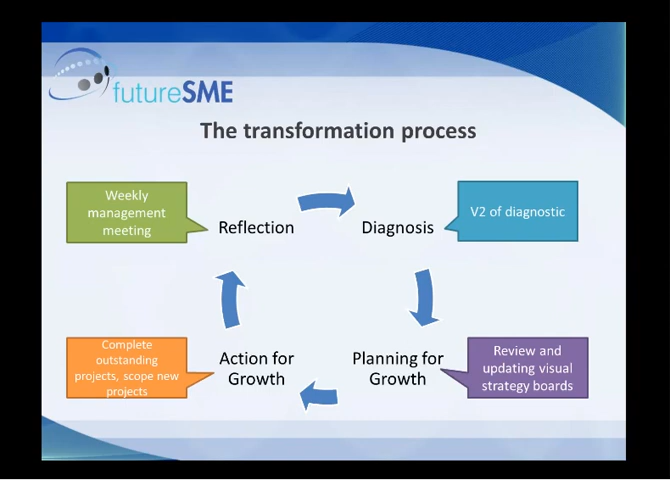 futureSME
The transformation process
Weekly
management
meeting
Reflection
Diagnosis
V2 of diagnostic
Complete
outstanding
projects, scope new
projects
Action for
Growth
Planning for
Growth
Review and
updating visual
strategy boards